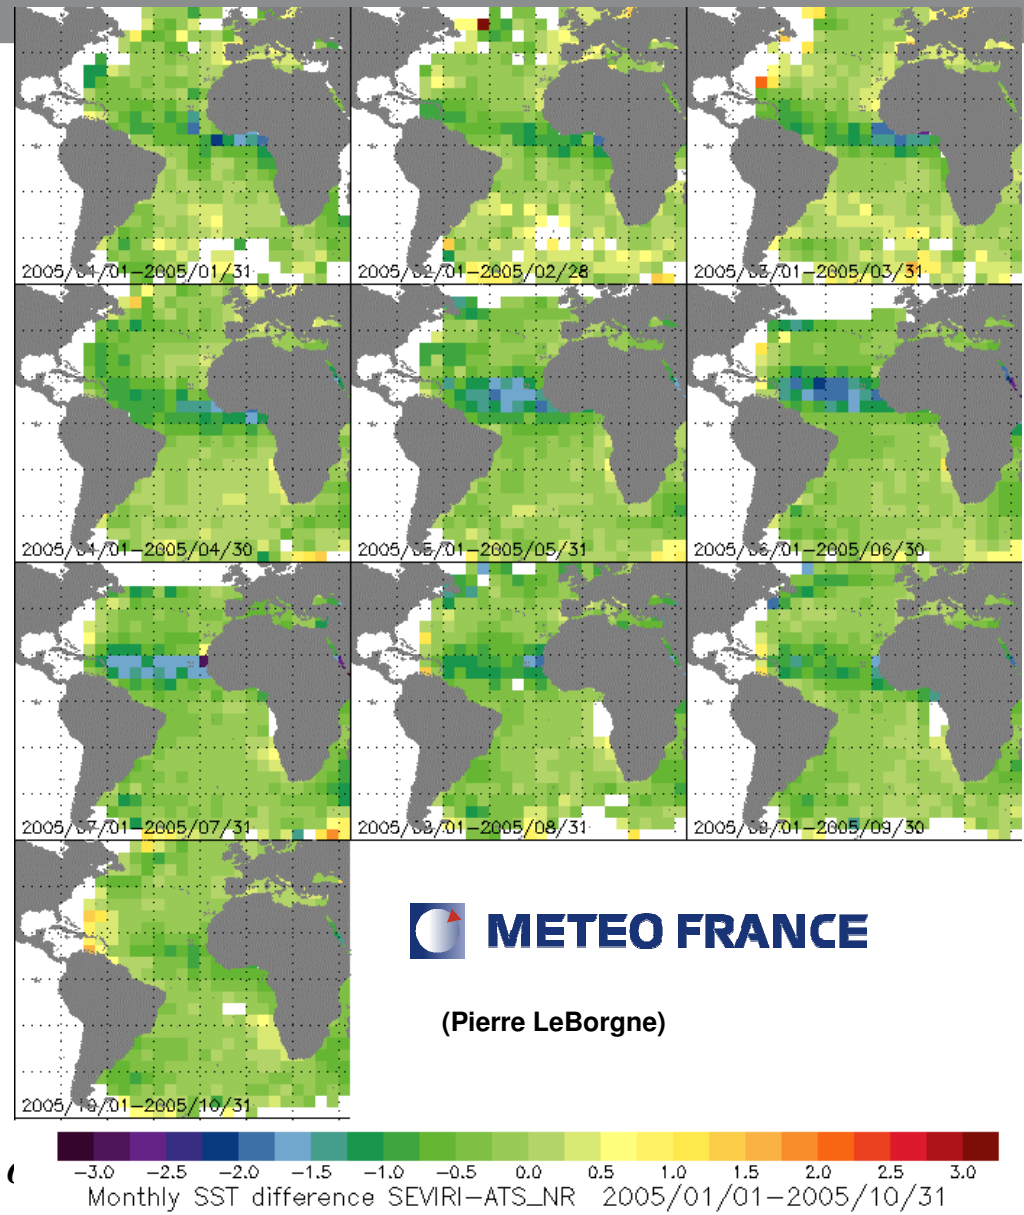 2005/01/01-2005/01/31
2005/02/01-2005/02/28
2005/03/01-2005/03/31
2005/04/01-2005/04/30
2005/05/01-2005/05/31
2005/06/01-2005/06/30
2005/07/01-2005/07/31
2005/08/01-2005/08/31
2005/09/01-2005/09/30
2005/10/01-2005/10/31
METEO FRANCE
(Pierre LeBorgne)
-3.0 -2.5 -2.0 -1.5 -1.0 -0.5 0.0 0.5 1.0 1.5 2.0 2.5 3.0
Monthly SST difference SEVIRI-ATS_NR 2005/01/01-2005/10/31